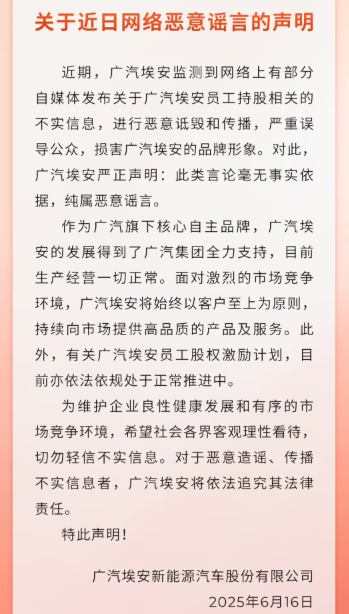 关于近日网络恶意谣言的声明
近期，广汽埃安监测到网络上有部分
自媒体发布关于广汽埃安员工持股相关的
不实信息，进行恶意诋毁和传播，严重误
导公众，损害广汽埃安的品牌形象。对此，
广汽埃安严正声明：此类言论毫无事实依
据，纯属恶意谣言。
作为广汽旗下核心自主品牌，广汽埃
安的发展得到了广汽集团全力支持，目前
生产经营一切正常。面对激烈的市场竞争
环境，广汽埃安将始终以客户至上为原则，
持续向市场提供高品质的产品及服务。此
外，有关广汽埃安员工股权激励计划，目
前亦依法依规处于正常推进中。
为维护企业良性健康发展和有序的市
场竞争环境，希望社会各界客观理性看待，
切勿轻信不实信息。对于恶意造谣、传播
不实信息者，广汽埃安将依法追究其法律
责任。
特此声明！
广汽埃安新能源汽车股份有限公司
2025年6月16日